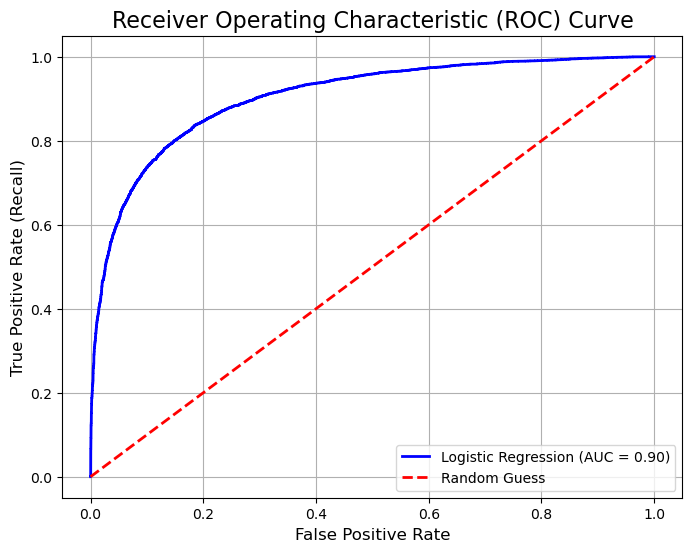 Receiver Operating Characteristic (ROC) Curve
1.0
0.8
0.6
0.4
0.2
0.0
True Positive Rate (Recall)
Logistic Regression (AUC = 0.90)
Random Guess
0.0 0.2 0.4 0.6 0.8 1.0
False Positive Rate